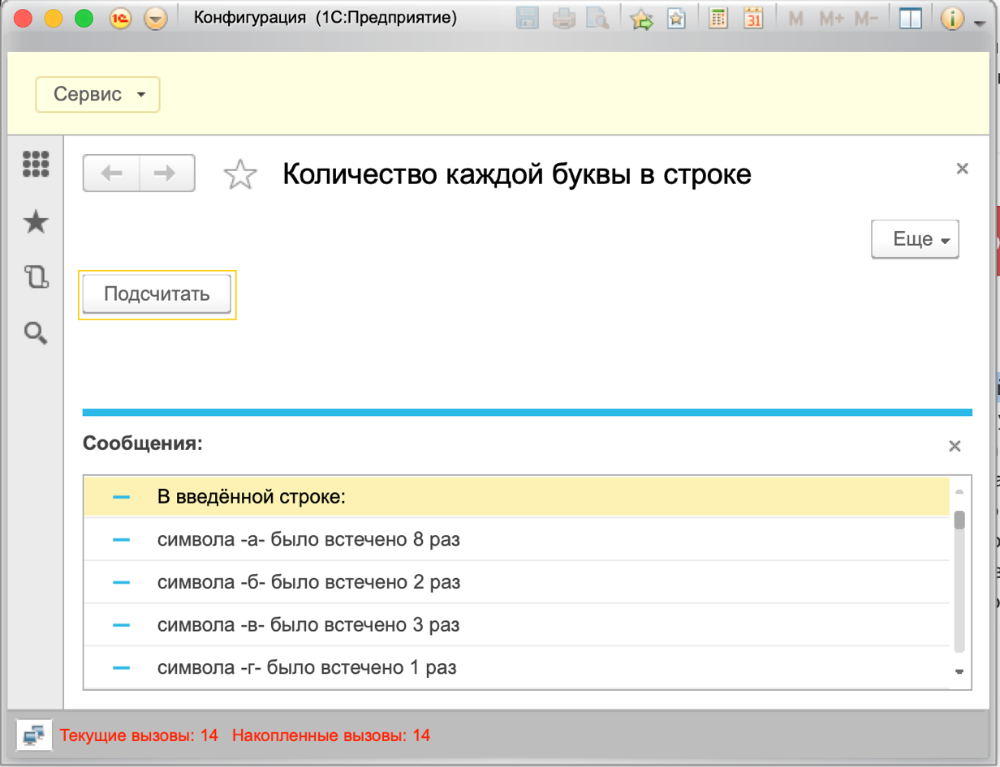 Конфигурация (1С:Предприятие)
31 M M+ M-
Сервис
Количество каждой буквы в строке
Еще
Подсчитать
Сообщения:
В введённой строке:
символа -а- было встечено 8 раз
символа -б- было встечено 2 раз
символа -в- было встечено 3 раз
символа -г- было встечено 1 раз
Текущие вызовы: 14 Накопленные вызовы: 14